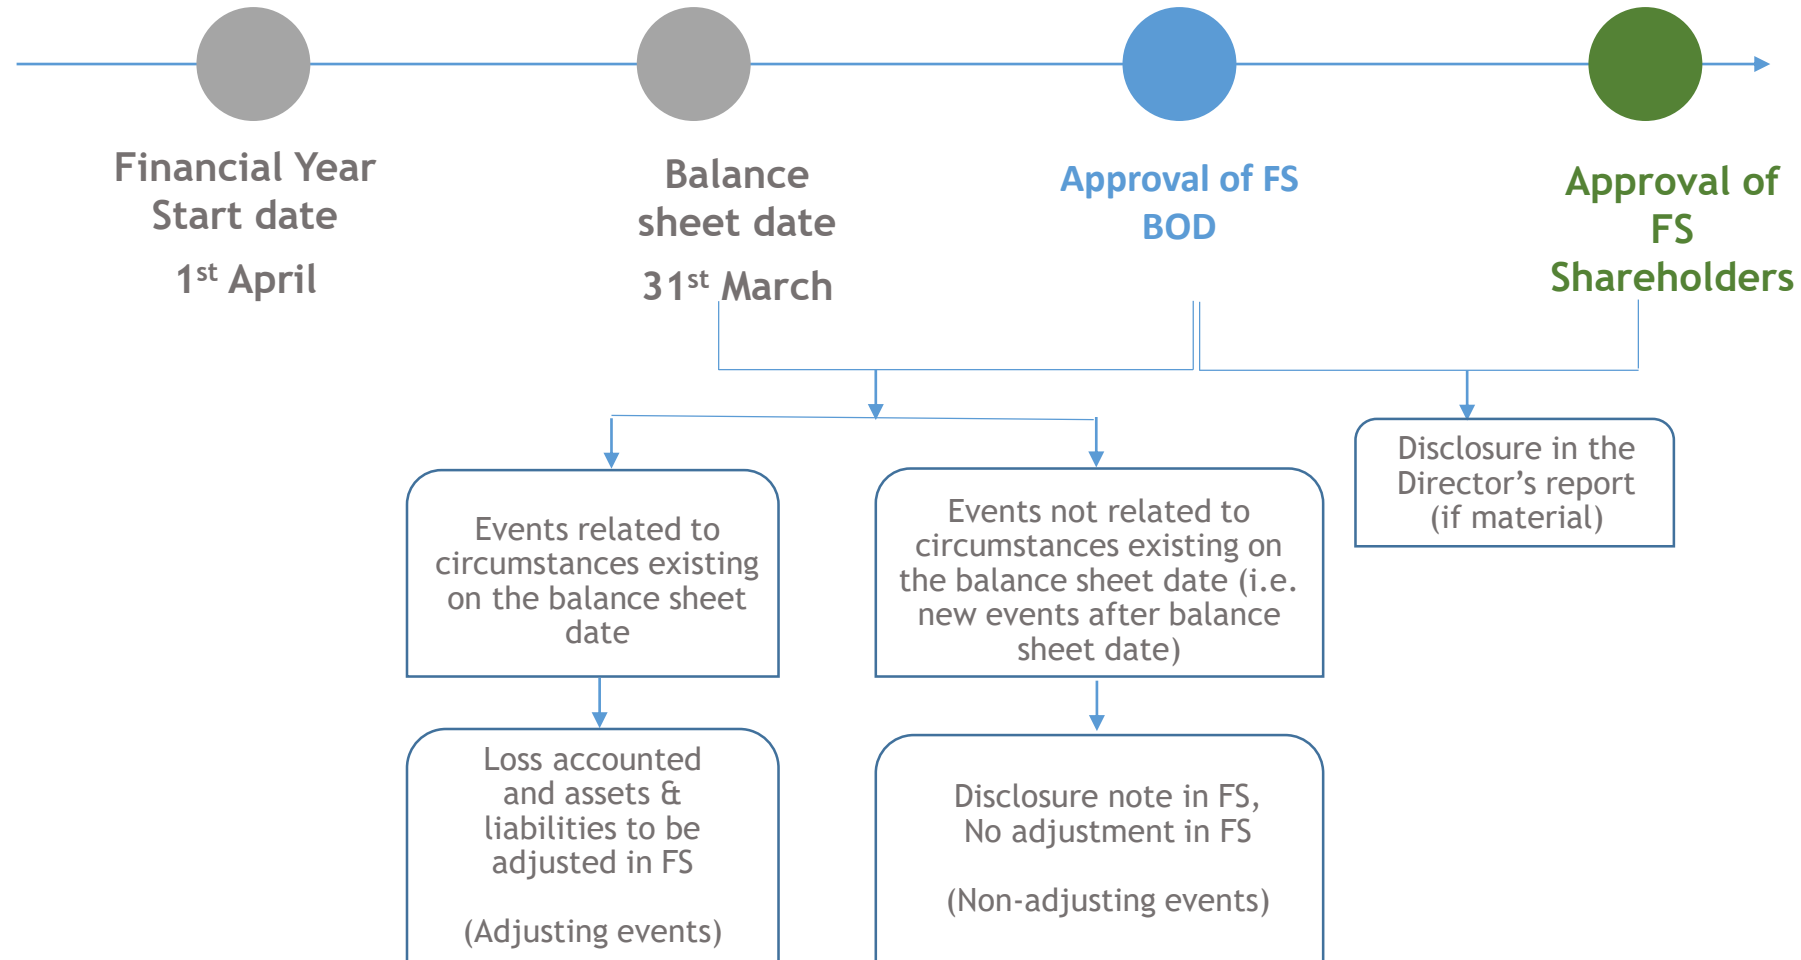 Financial Year
Start date
1st April
Balance
sheet date
31st March
Approval of FS
BOD
Approval of
FS
Shareholders
Events related to
circumstances existing
on the balance sheet
date
Events not related to
circumstances existing on
the balance sheet date (i.e.
new events after balance
sheet date)
Disclosure in the
Director’s report
(if material)
Loss accounted
and assets &
liabilities to be
adjusted in FS
(Adjusting events)
Disclosure note in FS,
No adjustment in FS
(Non-adjusting events)